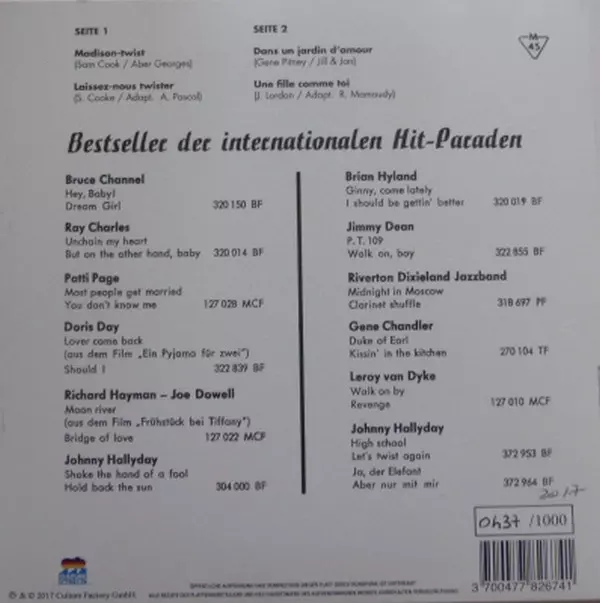 SEITE 1
Madison-twist
(Sam Cook / Aber Georges)
Laissez-nous twister
(S. Cooke / Adapt. A. Pascal)
SEITE 2
Dans un jardin d'amour
(Gene Pitney / Jill & Jan)
Une fille comme toi
(J. Lordan / Adapt. R. Marnoudy)
M
45
Bestseller der internationalen Hit-Paraden
Bruce Channel
Hey, Baby!
Dream Girl 320 150 BF
Ray Charles
Unchain my heart
But on the other hand, baby 320 014 BF
Patti Page
Most people get married
You don't know me 127 028 MCF
Doris Day
Lover come back
(aus dem Film „Ein Pyjama für zwei")
Should I 322 839 BF
Richard Hayman – Joe Dowell
Moon river
(aus dem Film „Frühstück bei Tiffany")
Bridge of love 127 022 MCF
Johnny Hallyday
Shake the hand of a fool
Hold back the sun 304 000 BF
Brian Hyland
Ginny, come lately
I should be gettin' better 320 019 BF
Jimmy Dean
P. T. 109
Walk on, boy 322 855 BF
Riverton Dixieland Jazzband
Midnight in Moscow
Clarinet shuffle 318 697 PF
Gene Chandler
Duke of Earl
Kissin' in the kitchen 270 104 TF
Leroy van Dyke
Walk on by
Revenge 127 010 MCF
Johnny Hallyday
High school
Let's twist again 372 953 BF
Ja, der Elefant
Aber nur mit mir 372 964 BF
0437 /1000
℗ & © 2017 Culture Factory GmbH.
3 700477 826741